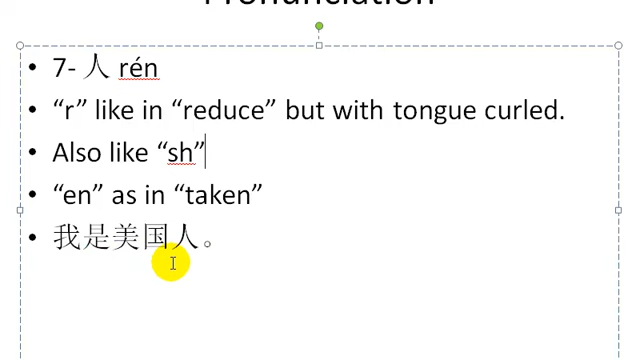 Pronunciation
7- 人 rén
“r” like in “reduce” but with tongue curled.
Also like “sh”
“en” as in “taken”
我是美国人。